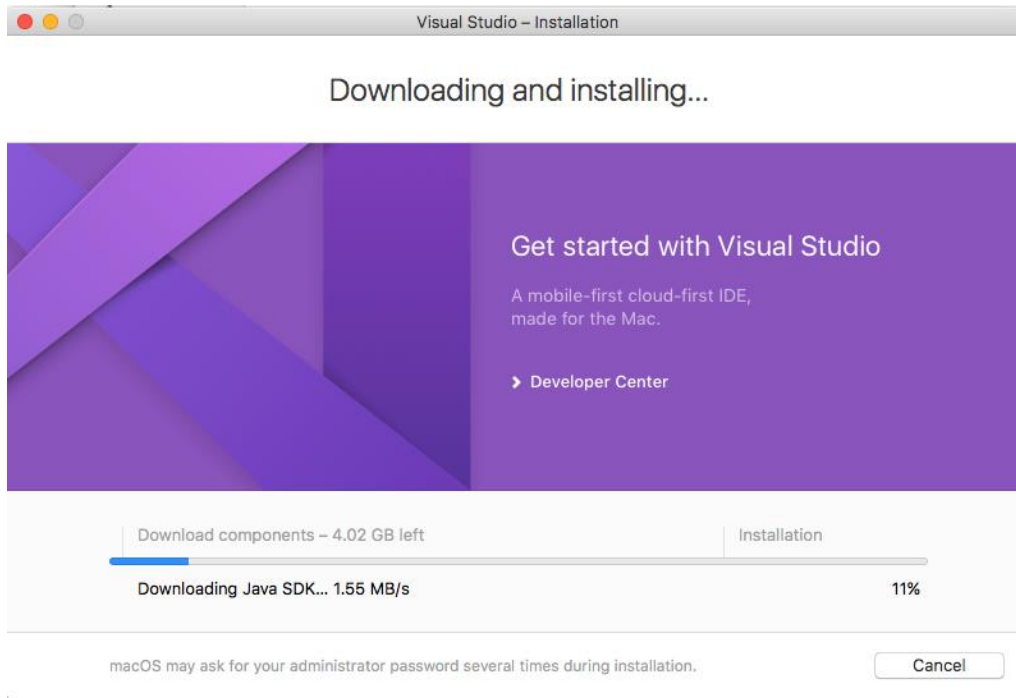 Visual Studio – Installation
Downloading and installing...
Get started with Visual Studio
A mobile-first cloud-first IDE,
made for the Mac.
Developer Center
Download components – 4.02 GB left
Installation
Downloading Java SDK... 1.55 MB/s
11%
macOS may ask for your administrator password several times during installation.
Cancel